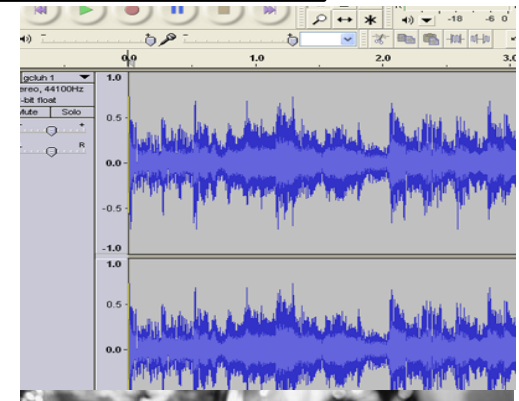 -18 -6 0
0,0 1.0 2.0 3.0
gcluh 1
ereo, 44100Hz
-bit float
Mute Solo
- +
L R
1.0
0.5-
0.0-
-0.5-
-1.0
1.0
0.5-
0.0-